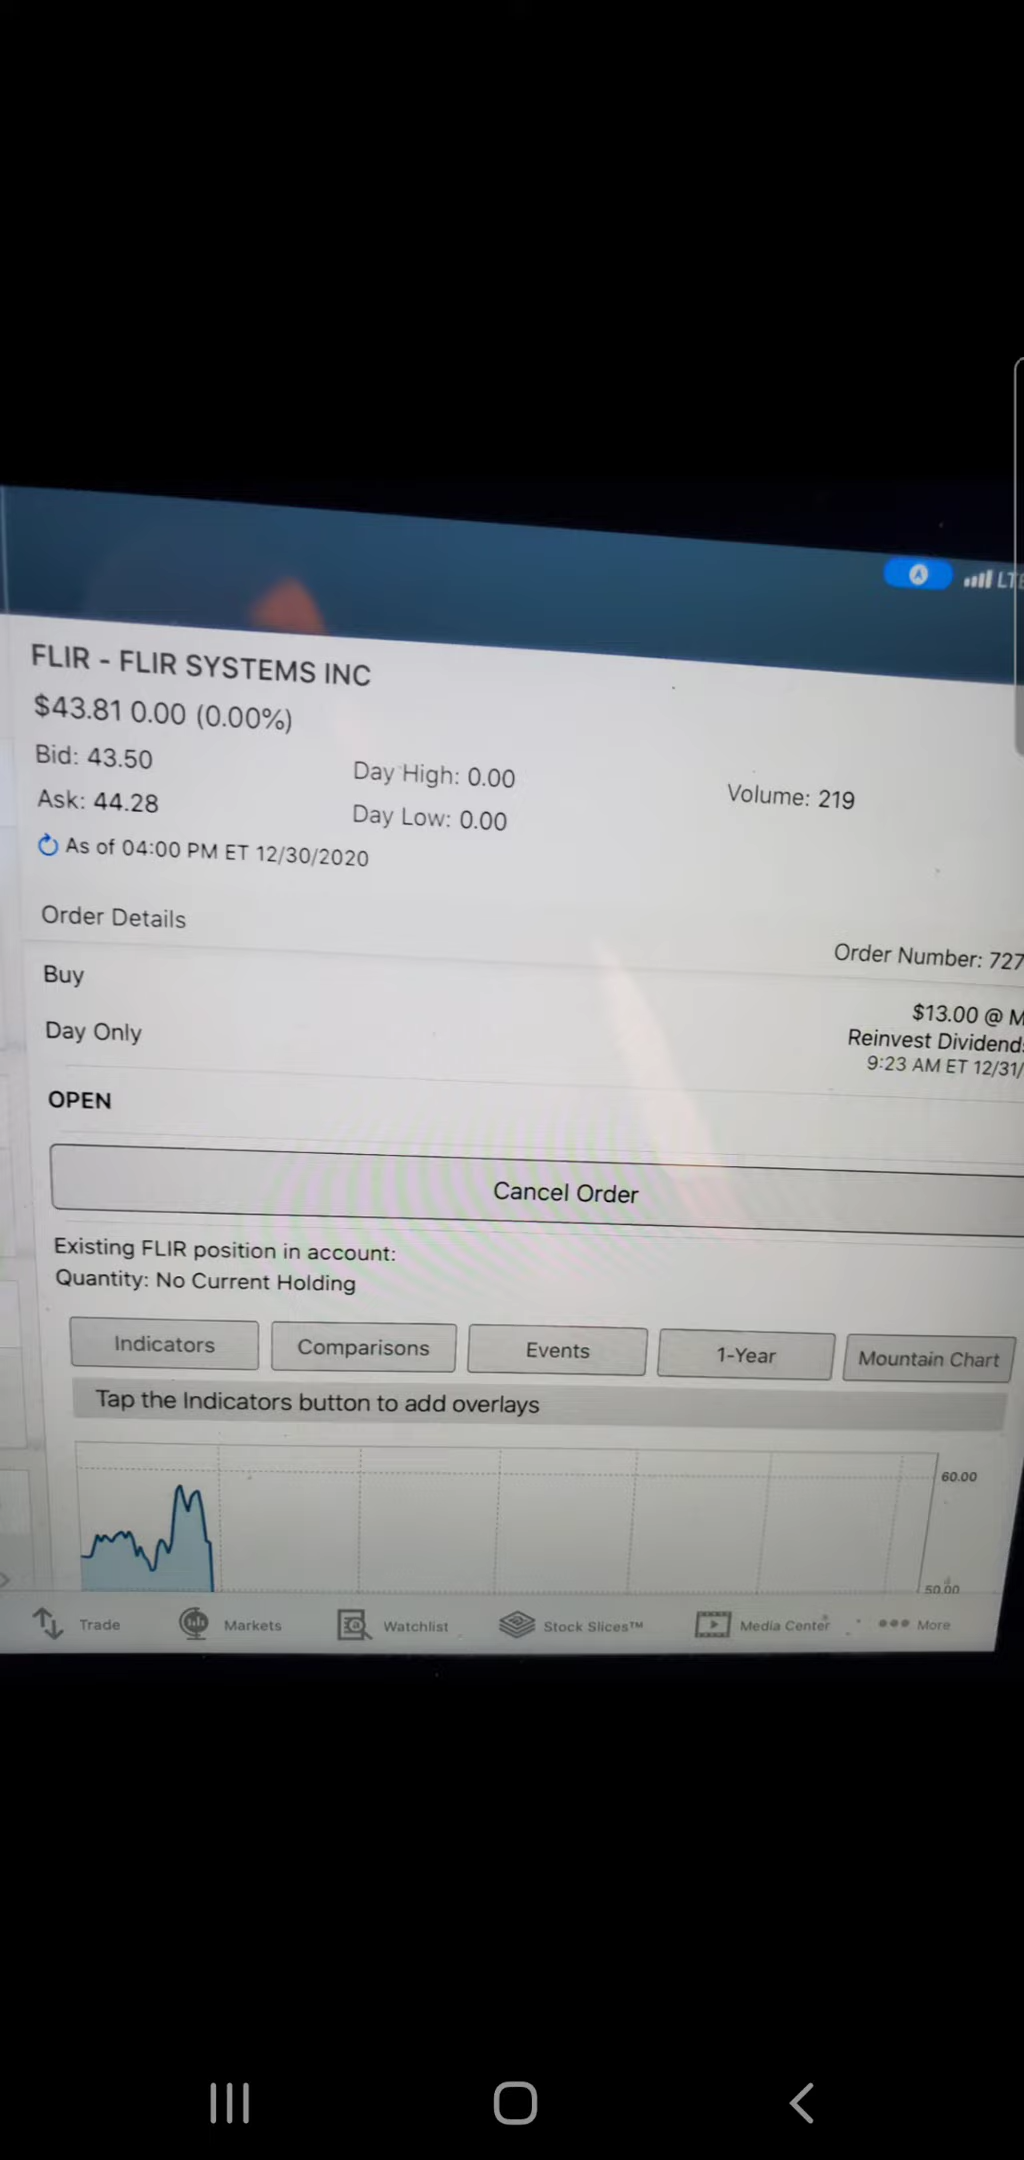 LTE
FLIR - FLIR SYSTEMS INC
$43.81 0.00 (0.00%)
Bid: 43.50
Day High: 0.00
Volume: 219
Ask: 44.28
Day Low: 0.00
As of 04:00 PM ET 12/30/2020
Order Details
Order Number: 727
Buy
$13.00 @ M
Day Only
Reinvest Dividends
9:23 AM ET 12/31/
OPEN
Cancel Order
Existing FLIR position in account:
Quantity: No Current Holding
Indicators
Comparisons
Events
1-Year
Mountain Chart
Tap the Indicators button to add overlays
60.00
50.00
Trade
Markets
Watchlist
Stock Slices™
Media Center
More